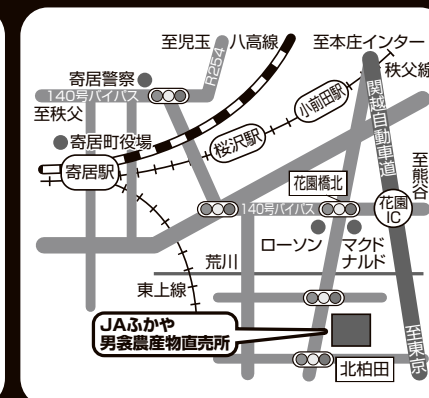 至児玉
八高線
至本庄インター
秩父線
寄居警察
R254
140号バイパス
至秩父
小前田駅
関越自動車道
寄居町役場
桜沢駅
寄居駅
至熊谷
花園橋北
花園
IC
140号バイパス
ローソン
マクド
ナルド
荒川
東上線
JAふかや
男衾農産物直売所
至東京
北柏田